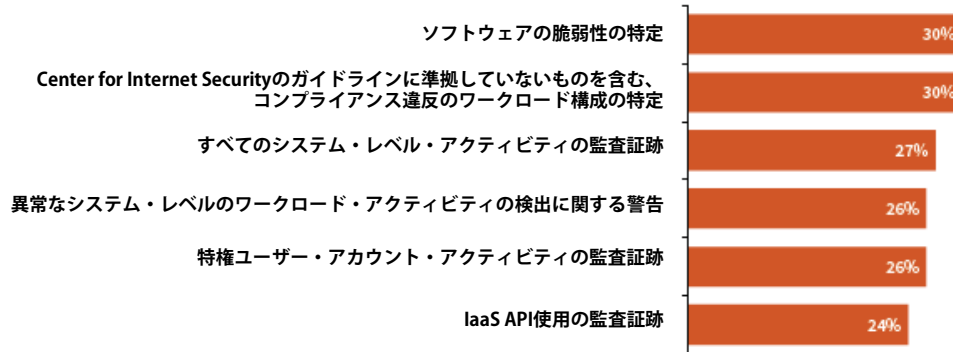 ソフトウェアの脆弱性の特定
30%
Center for Internet Securityのガイドラインに準拠していないものを含む、
コンプライアンス違反のワークロード構成の特定
30%
すべてのシステム・レベル・アクティビティの監査証跡
27%
異常なシステム・レベルのワークロード・アクティビティの検出に関する警告
26%
特権ユーザー・アカウント・アクティビティの監査証跡
26%
IaaS API使用の監査証跡
24%